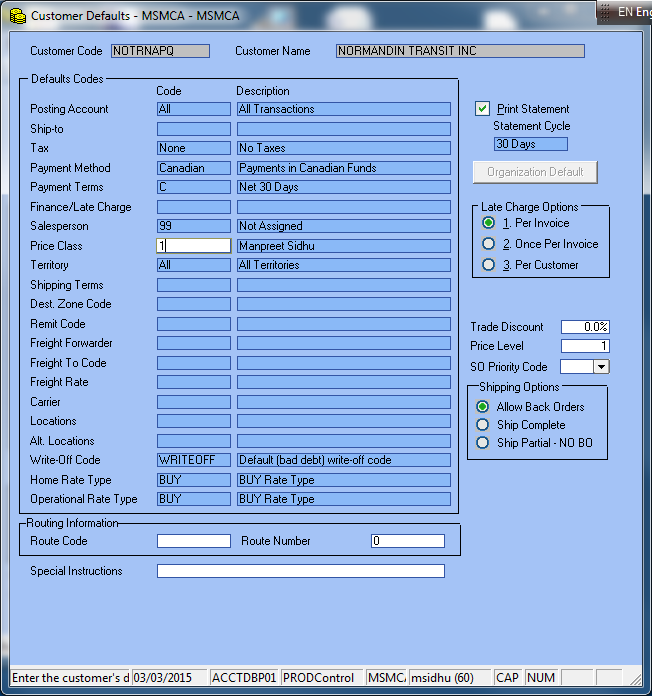 Customer Defaults - MSMCA - MSMCA
EN Eng
Customer Code NOTRNAPQ Customer Name NORMANDIN TRANSIT INC
Defaults Codes
Code Description
Posting Account All All Transactions
Ship-to
Tax None No Taxes
Payment Method Canadian Payments in Canadian Funds
Payment Terms C Net 30 Days
Finance/Late Charge
Salesperson 99 Not Assigned
Price Class 1 Manpreet Sidhu
Territory All All Territories
Shipping Terms
Dest. Zone Code
Remit Code
Freight Forwarder
Freight To Code
Freight Rate
Carrier
Locations
Alt. Locations
Write-Off Code WRITEOFF Default (bad debt) write-off code
Home Rate Type BUY BUY Rate Type
Operational Rate Type BUY BUY Rate Type
Print Statement
Statement Cycle
30 Days
Organization Default
Late Charge Options
1. Per Invoice
2. Once Per Invoice
3. Per Customer
Trade Discount 0.0%
Price Level 1
SO Priority Code
Shipping Options
Allow Back Orders
Ship Complete
Ship Partial - NO BO
Routing Information
Route Code Route Number 0
Special Instructions
Enter the customer's d 03/03/2015 ACCTDBP01 PRODControl MSMCA msidhu (60) CAP NUM